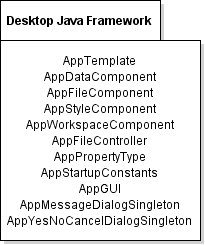 Desktop Java Framework
AppTemplate
AppDataComponent
AppFileComponent
AppStyleComponent
AppWorkspaceComponent
AppFileController
AppPropertyType
AppStartupConstants
AppGUI
AppMessageDialogSingleton
AppYesNoCancelDialogSingleton